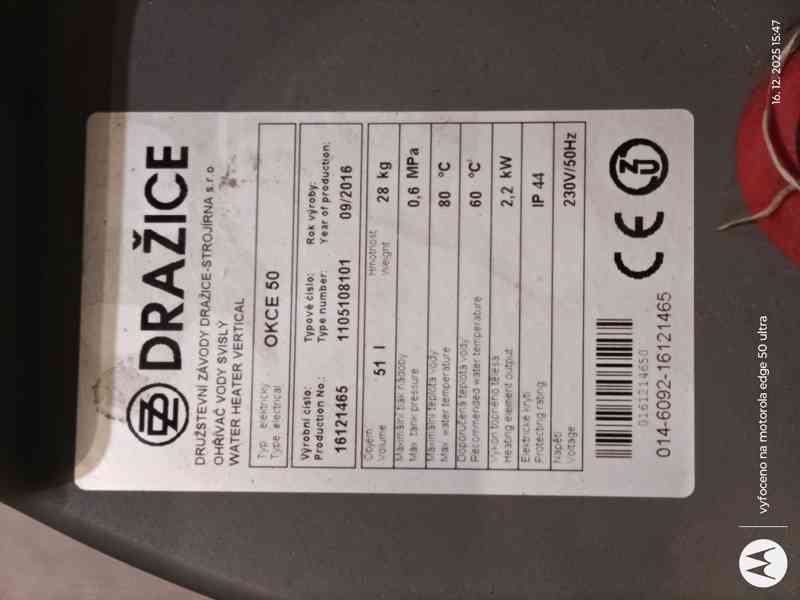 DRAŽICE
DRUŽSTEVNÍ ZÁVODY DRAŽICE-STROJÍRNA s.r.o
OHŘÍVAČ VODY SVISLÝ
WATER HEATER VERTICAL
Typ elektrický
Type: electrical
OKCE 50
Výrobní číslo:
Production No.:
16121465
Typové číslo:
Type number:
1105108101
Rok výroby:
Year of production:
09/2016
Objem
Volume
51 l
Hmotnost
Weight
28 kg
Maximální tlak nádoby
Max. tank pressure
0,6 MPa
Maximální teplota vody
Max. water temperature
80 °C
Doporučená teplota vody
Recommended water temperature
60 °C
Výkon topného tělesa
Heating element output
2,2 kW
Elektrické krytí
Protecting rating
IP 44
Napětí
Voltage
230V/50Hz
0161214650
014-6092-16121465
CE
vyfoceno na motorola edge 50 ultra
16. 12. 2025 15:47